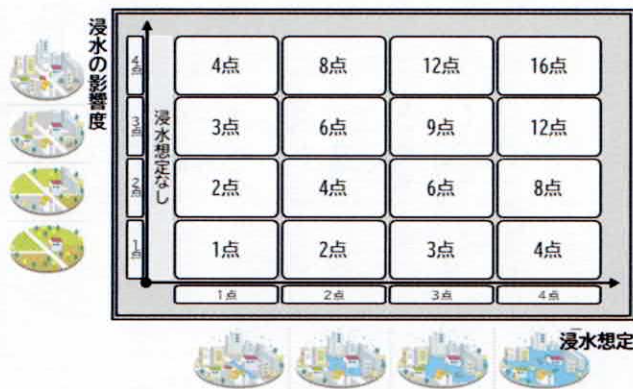 浸水の影響度
4点
3点
2点
1点
浸水想定なし
4点 8点 12点 16点
3点 6点 9点 12点
2点 4点 6点 8点
1点 2点 3点 4点
1点 2点 3点 4点
浸水想定